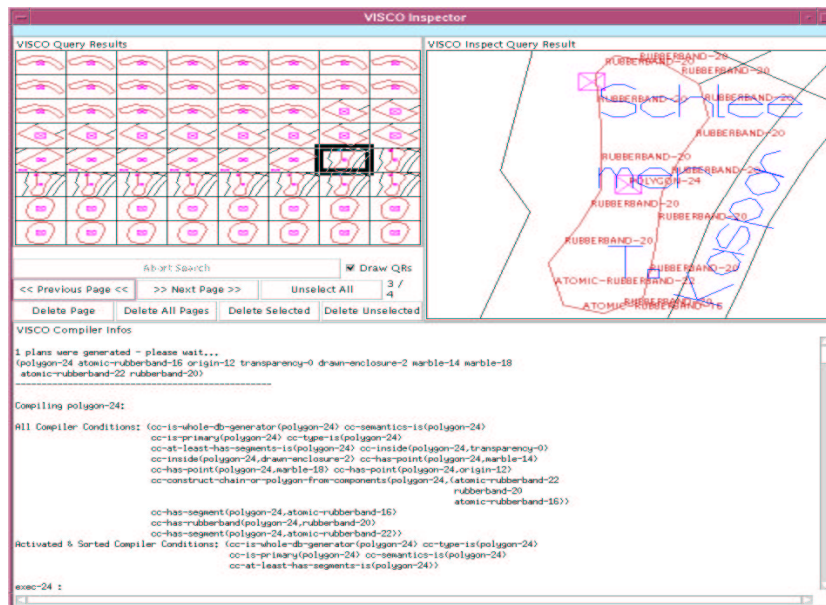 VISCO Inspector
VISCO Query Results
VISCO Inspect Query Result
RUBBERBAND-20
RUBBERBAND-20
RUBBERBAND-20
RUBBERBAND-20
RUBBERBAND-20
RUBBERBAND-20
Schlee
RUBBERBAND-20
RUBBERBAND-20
RUBBERBAND-20
me
POLYGON-24
RUBBERBAND-20
RUBBERBAND-20
RUBBERBAND-20
T.
RUBBERBAND-20
ATOMIC-RUBBERBAND-22
RUBBERBAND-20
ATOMIC-RUBBERBAND-16
Abort Search
Draw QRs
<< Previous Page <<
>> Next Page >>
Unselect All
3 /
4
Delete Page
Delete All Pages
Delete Selected
Delete Unselected
VISCO Compiler Infos
1 plans were generated - please wait...
(polygon-24 atomic-rubberband-16 origin-12 transparency-0 drawn-enclosure-2 marble-14 marble-18
atomic-rubberband-22 rubberband-20)
------------------------------------------------
Compiling polygon-24:
All Compiler Conditions: (cc-is-whole-db-generator(polygon-24) cc-semantics-is(polygon-24)
cc-is-primary(polygon-24) cc-type-is(polygon-24)
cc-at-least-has-segments-is(polygon-24) cc-inside(polygon-24,transparency-0)
cc-inside(polygon-24,drawn-enclosure-2) cc-has-point(polygon-24,marble-14)
cc-has-point(polygon-24,marble-18) cc-has-point(polygon-24,origin-12)
cc-construct-chain-or-polygon-from-components(polygon-24,(atomic-rubberband-22
rubberband-20
atomic-rubberband-16))
cc-has-segment(polygon-24,atomic-rubberband-16)
cc-has-rubberband(polygon-24,rubberband-20)
cc-has-segment(polygon-24,atomic-rubberband-22))
Activated & Sorted Compiler Conditions: (cc-is-whole-db-generator(polygon-24) cc-type-is(polygon-24)
cc-is-primary(polygon-24) cc-semantics-is(polygon-24)
cc-at-least-has-segments-is(polygon-24))
exec-24 :